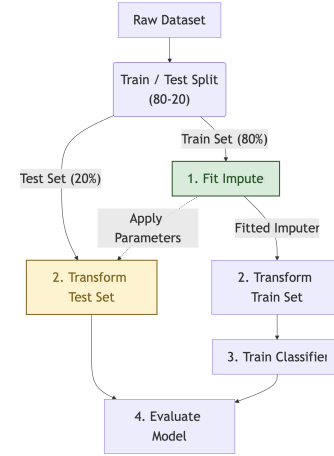 Raw Dataset
Train / Test Split
(80-20)
Train Set (80%)
Test Set (20%)
1. Fit Impute
Apply
Parameters
Fitted Imputer
2. Transform
Test Set
2. Transform
Train Set
3. Train Classifier
4. Evaluate
Model